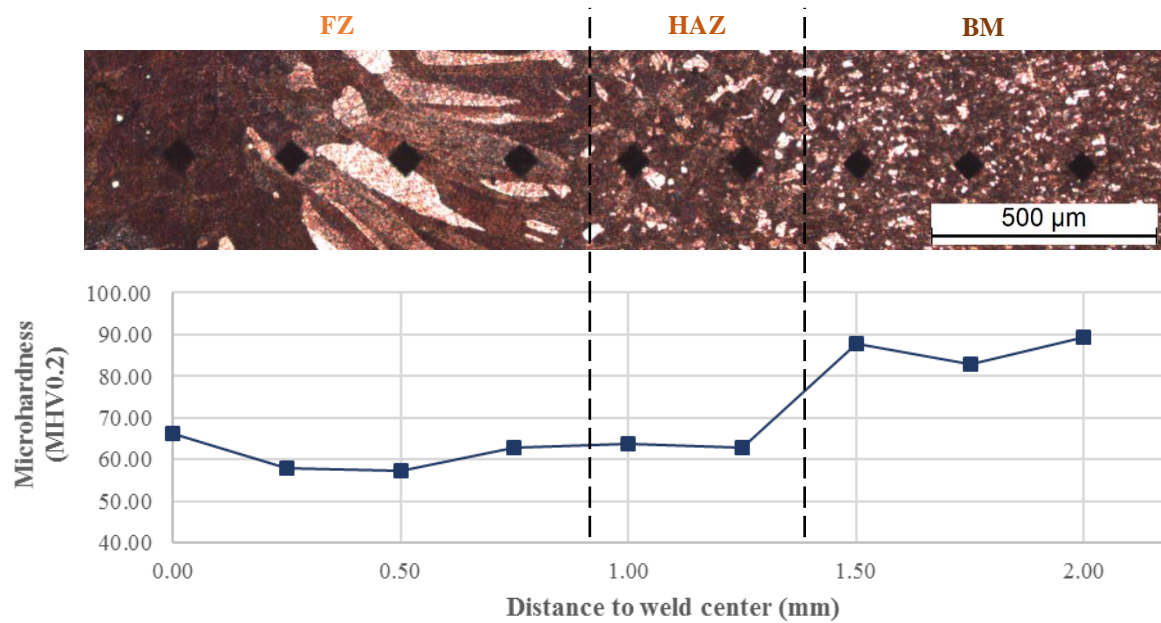 FZ HAZ BM
500 µm
100.00
90.00
80.00
70.00
60.00
50.00
40.00
Microhardness
(MHV0.2)
0.00 0.50 1.00 1.50 2.00
Distance to weld center (mm)